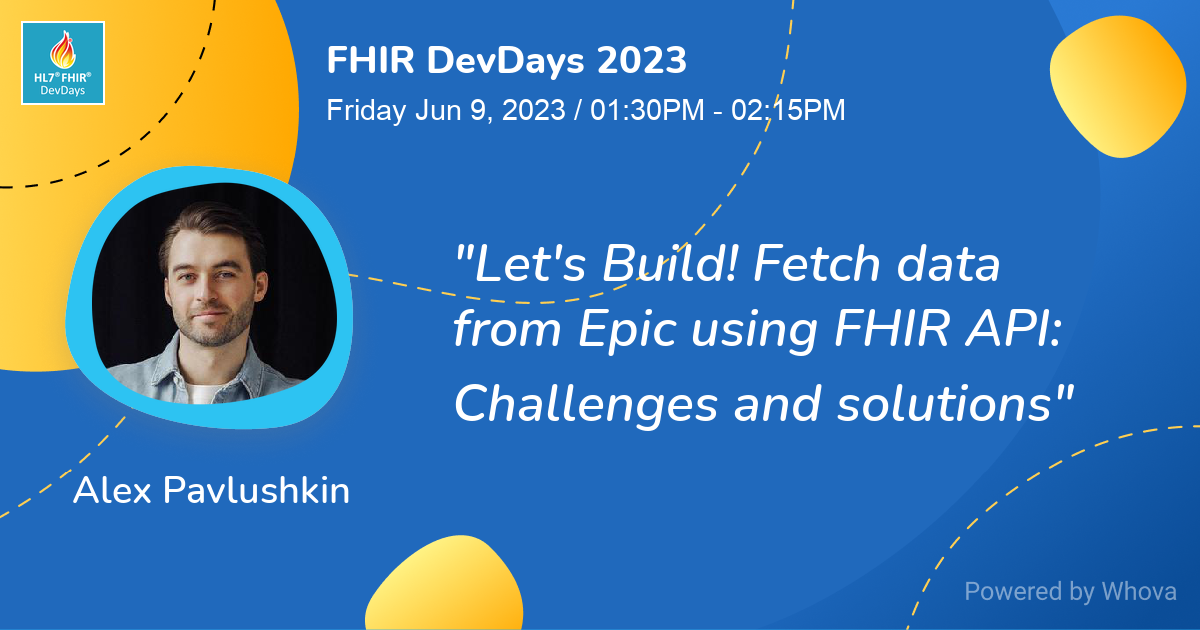 HL7® FHIR®
DevDays
FHIR DevDays 2023
Friday Jun 9, 2023 / 01:30PM - 02:15PM
"Let's Build! Fetch data
from Epic using FHIR API:
Challenges and solutions"
Alex Pavlushkin
Powered by Whova